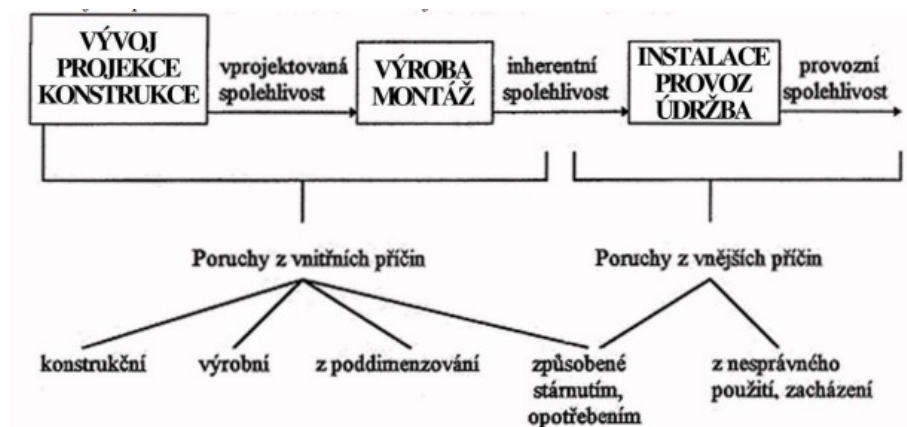 VÝVOJ
PROJEKCE
KONSTRUKCE
vprojektovaná
spolehlivost
VÝROBA
MONTÁŽ
inherentní
spolehlivost
INSTALACE
PROVOZ
ÚDRŽBA
provozní
spolehlivost
Poruchy z vnitřních příčin
Poruchy z vnějších příčin
konstrukční
výrobní
z poddimenzování
způsobené
stárnutím,
opotřebením
z nesprávného
použití, zacházení